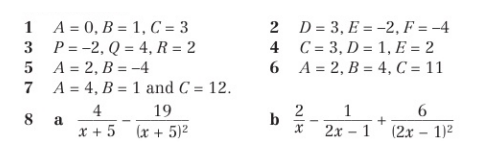 1 A = 0, B = 1, C = 3 2 D = 3, E = −2, F = −4
3 P = −2, Q = 4, R = 2 4 C = 3, D = 1, E = 2
5 A = 2, B = −4 6 A = 2, B = 4, C = 11
7 A = 4, B = 1 and C = 12.
8 a 4/(x + 5) − 19/(x + 5)² b 2/x − 1/(2x − 1) + 6/(2x − 1)²